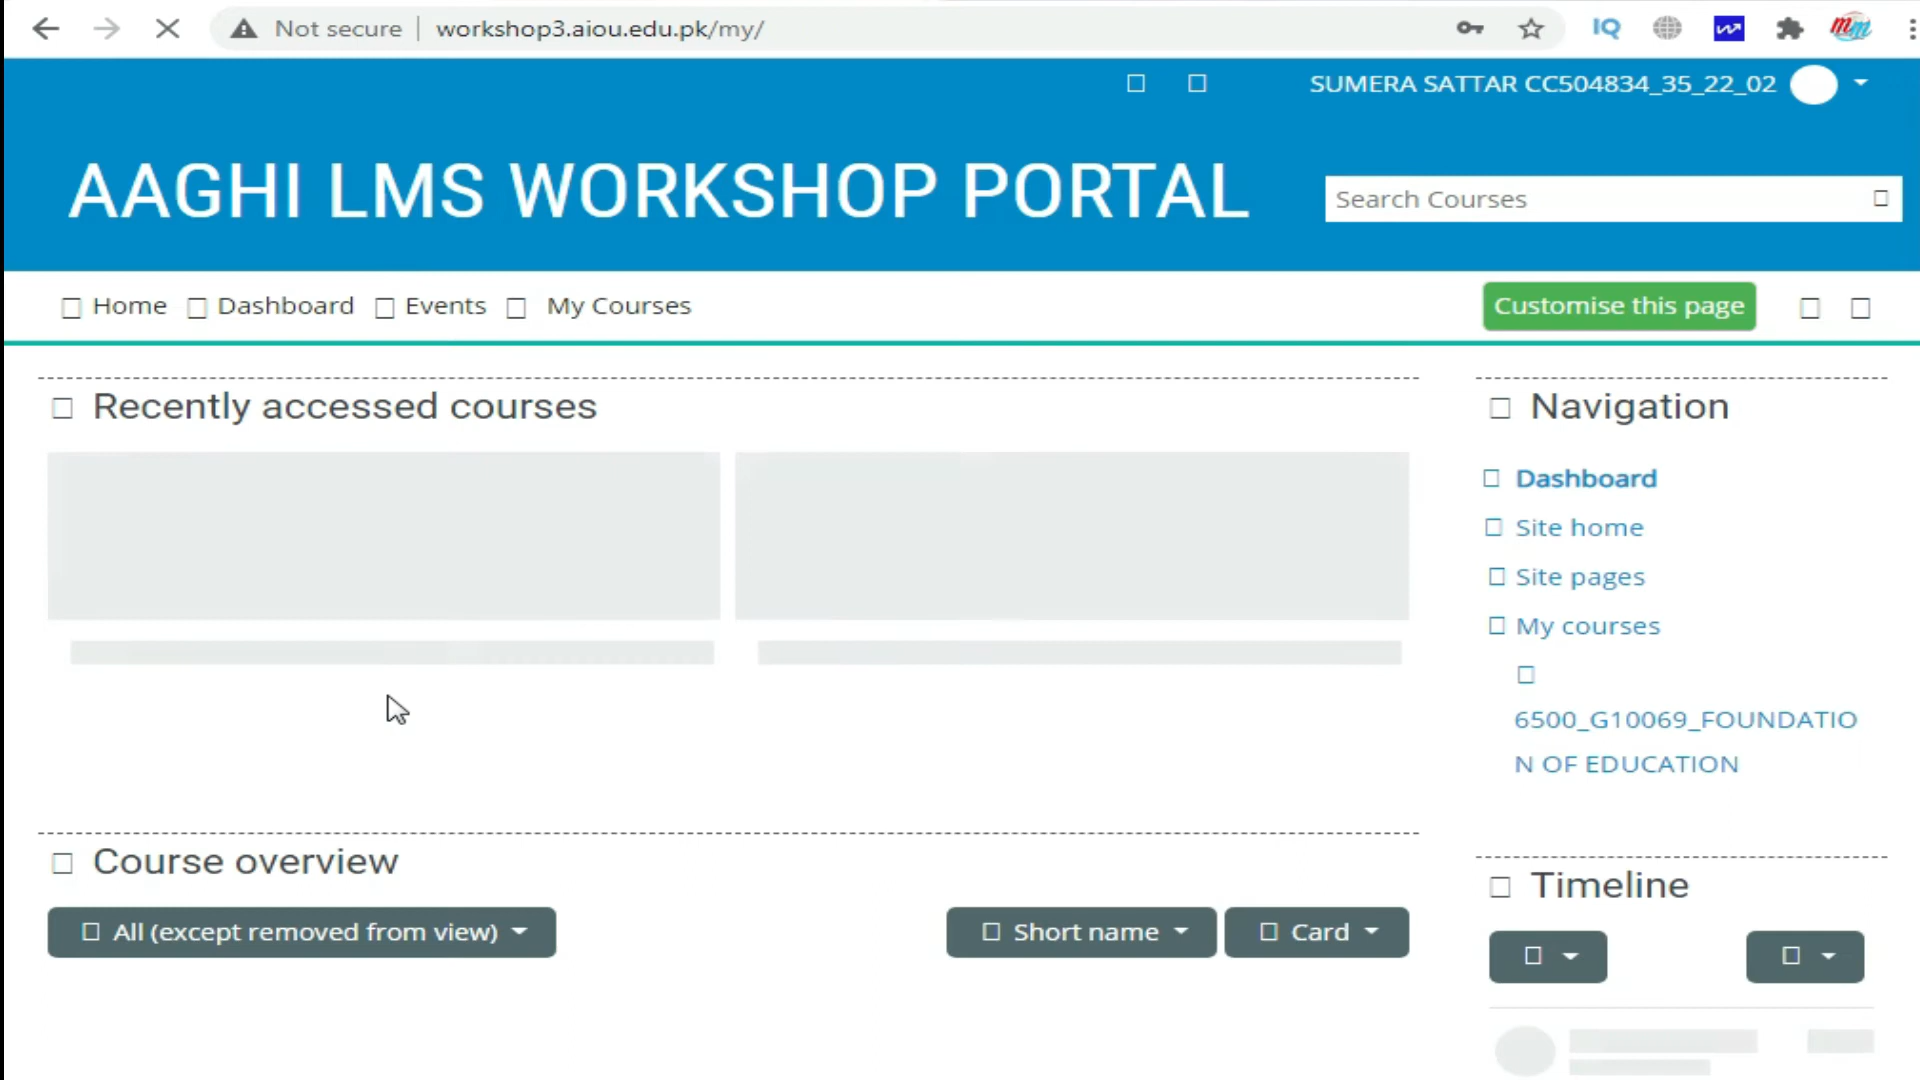 Not secure
workshop3.aiou.edu.pk/my/
IQ
SUMERA SATTAR CC504834_35_22_02
AAGHI LMS WORKSHOP PORTAL
Search Courses
Home
Dashboard
Events
My Courses
Customise this page
Recently accessed courses
Navigation
Dashboard
Site home
Site pages
My courses
6500_G10069_FOUNDATIO
N OF EDUCATION
Course overview
All (except removed from view)
Short name
Card
Timeline